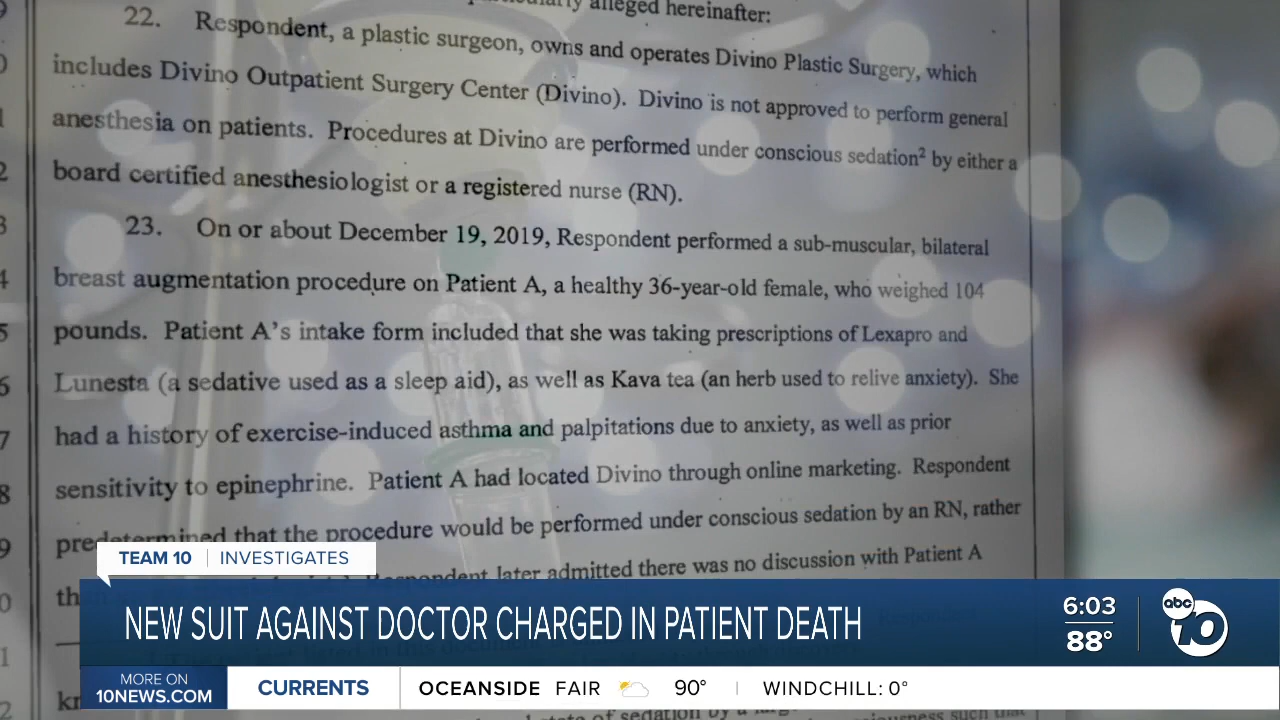 alleged hereinafter:
22. Respondent, a plastic surgeon, owns and operates Divino Plastic Surgery, which
includes Divino Outpatient Surgery Center (Divino). Divino is not approved to perform general
anesthesia on patients. Procedures at Divino are performed under conscious sedation² by either a
board certified anesthesiologist or a registered nurse (RN).
23. On or about December 19, 2019, Respondent performed a sub-muscular, bilateral
breast augmentation procedure on Patient A, a healthy 36-year-old female, who weighed 104
pounds. Patient A's intake form included that she was taking prescriptions of Lexapro and
Lunesta (a sedative used as a sleep aid), as well as Kava tea (an herb used to relive anxiety). She
had a history of exercise-induced asthma and palpitations due to anxiety, as well as prior
sensitivity to epinephrine. Patient A had located Divino through online marketing. Respondent
predetermined that the procedure would be performed under conscious sedation by an RN, rather
later admitted there was no discussion with Patient A
TEAM 10 | INVESTIGATES
NEW SUIT AGAINST DOCTOR CHARGED IN PATIENT DEATH
6:03
88°
abc 10
MORE ON
10NEWS.COM
CURRENTS
OCEANSIDE FAIR 90° | WINDCHILL: 0°